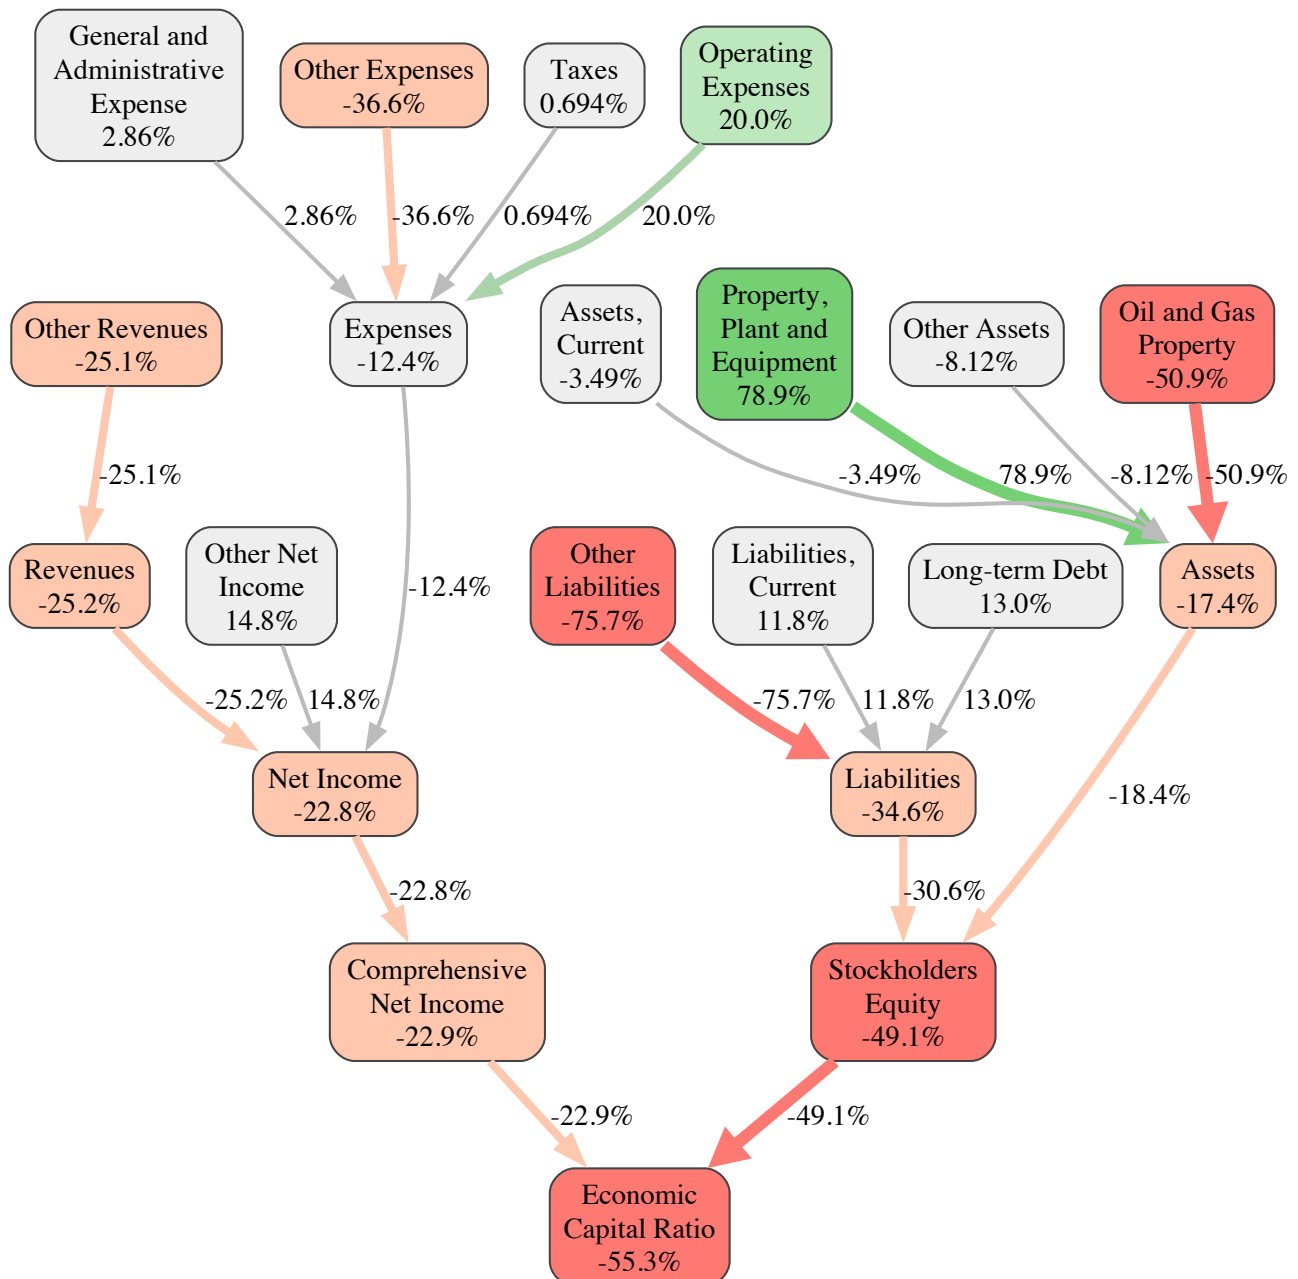 General and
Administrative
Expense
2.86%
Other Expenses
-36.6%
Taxes
0.694%
Operating
Expenses
20.0%
2.86%
-36.6%
0.694%
20.0%
Other Revenues
-25.1%
Expenses
-12.4%
Assets,
Current
-3.49%
Property,
Plant and
Equipment
78.9%
Other Assets
-8.12%
Oil and Gas
Property
-50.9%
-25.1%
-3.49%
78.9%
-8.12%
-50.9%
Revenues
-25.2%
Other Net
Income
14.8%
-12.4%
Other
Liabilities
-75.7%
Liabilities,
Current
11.8%
Long-term Debt
13.0%
Assets
-17.4%
-25.2%
14.8%
-75.7%
11.8%
13.0%
Net Income
-22.8%
Liabilities
-34.6%
-18.4%
-22.8%
-30.6%
Comprehensive
Net Income
-22.9%
Stockholders
Equity
-49.1%
-22.9%
-49.1%
Economic
Capital Ratio
-55.3%